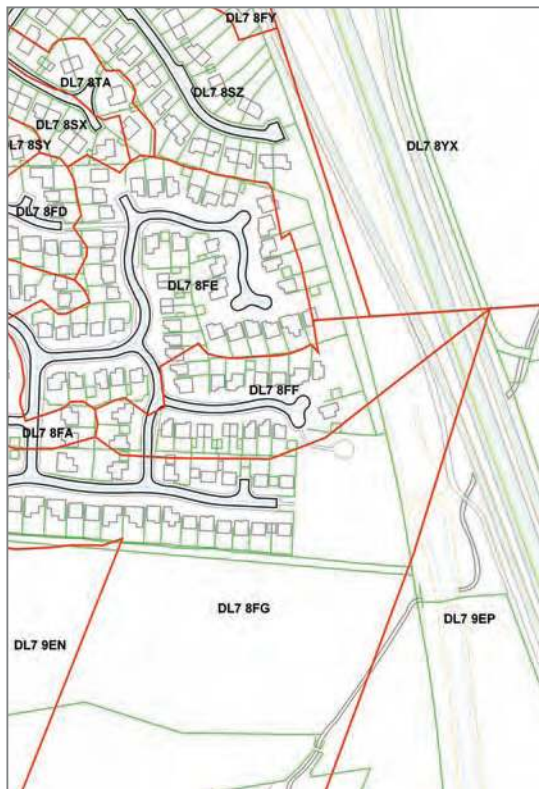 DL7 8FY
DL7 8TA
DL7 8SZ
DL7 8SX
DL7 8SY
DL7 8YX
DL7 8FD
DL7 8FE
DL7 8FF
DL7 8FA
DL7 8FG
DL7 9EP
DL7 9EN